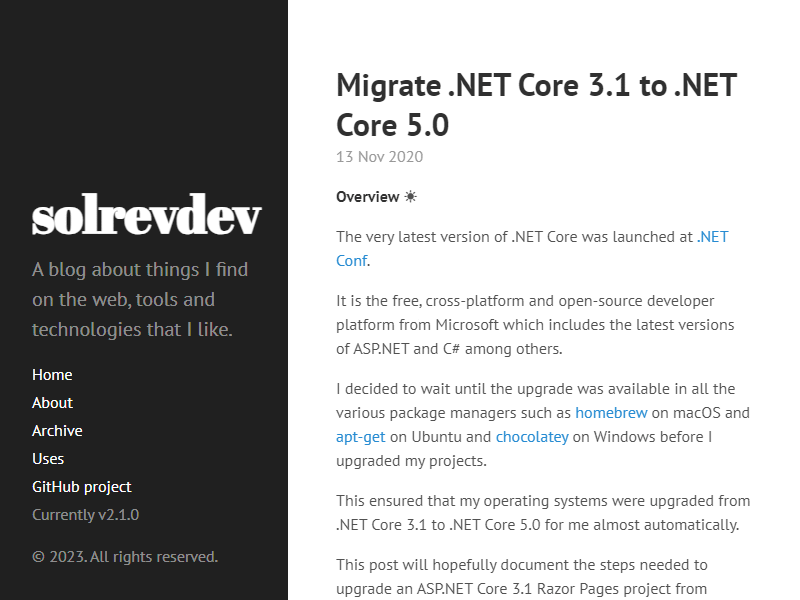 solrevdev
A blog about things I find
on the web, tools and
technologies that I like.
Home
About
Archive
Uses
GitHub project
Currently v2.1.0
© 2023. All rights reserved.
Migrate .NET Core 3.1 to .NET
Core 5.0
13 Nov 2020
Overview ☀
The very latest version of .NET Core was launched at .NET
Conf.
It is the free, cross-platform and open-source developer
platform from Microsoft which includes the latest versions
of ASP.NET and C# among others.
I decided to wait until the upgrade was available in all the
various package managers such as homebrew on macOS and
apt-get on Ubuntu and chocolatey on Windows before I
upgraded my projects.
This ensured that my operating systems were upgraded from
.NET Core 3.1 to .NET Core 5.0 for me almost automatically.
This post will hopefully document the steps needed to
upgrade an ASP.NET Core 3.1 Razor Pages project from